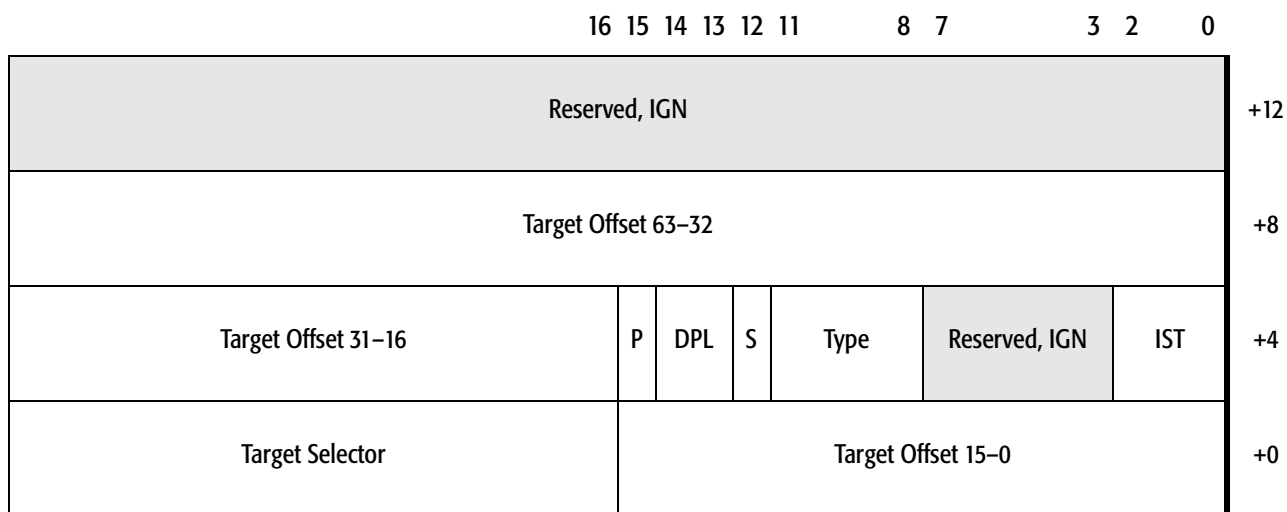 16 15 14 13 12 11 8 7 3 2 0
Reserved, IGN +12
Target Offset 63–32 +8
Target Offset 31–16 P DPL S Type Reserved, IGN IST +4
Target Selector Target Offset 15–0 +0